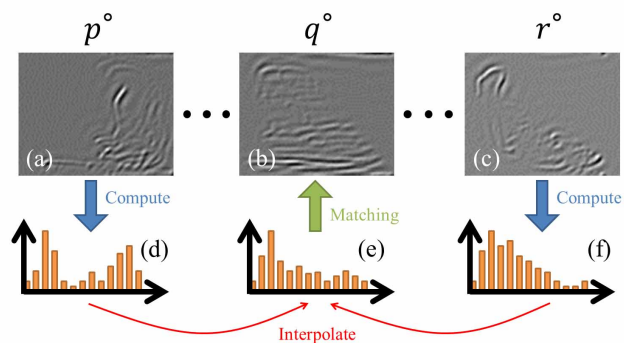 p° q° r°
(a) (b) (c)
Compute Matching Compute
(d) (e) (f)
Interpolate